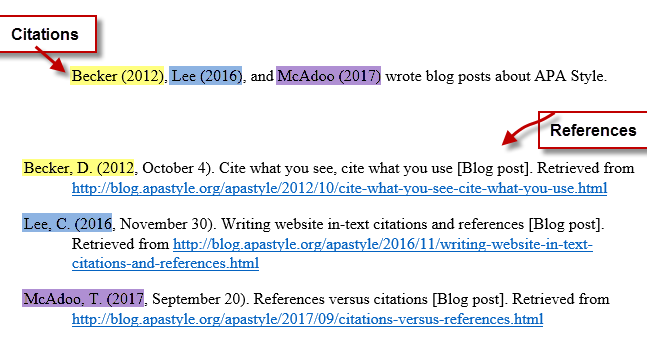 Citations
Becker (2012), Lee (2016), and McAdoo (2017) wrote blog posts about APA Style.
References
Becker, D. (2012, October 4). Cite what you see, cite what you use [Blog post]. Retrieved from
http://blog.apastyle.org/apastyle/2012/10/cite-what-you-see-cite-what-you-use.html
Lee, C. (2016, November 30). Writing website in-text citations and references [Blog post].
Retrieved from http://blog.apastyle.org/apastyle/2016/11/writing-website-in-text-
citations-and-references.html
McAdoo, T. (2017, September 20). References versus citations [Blog post]. Retrieved from
http://blog.apastyle.org/apastyle/2017/09/citations-versus-references.html